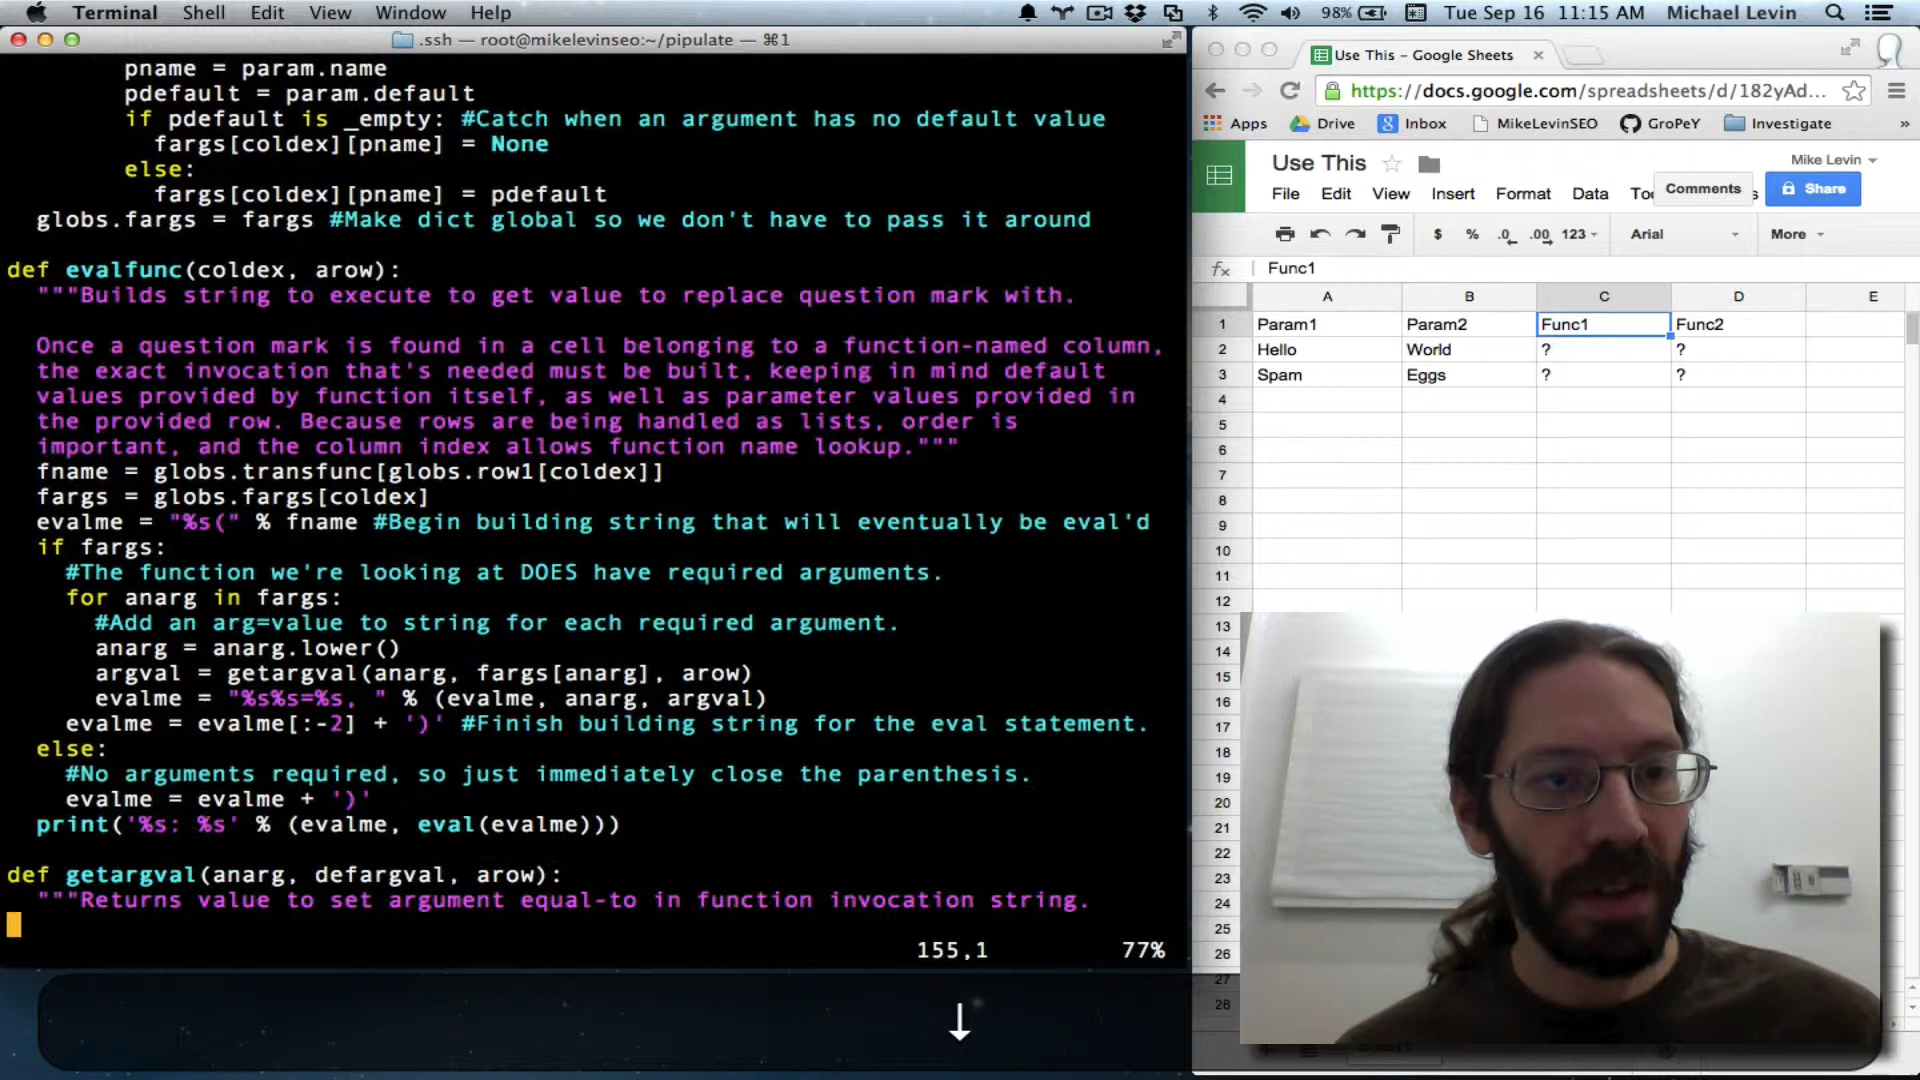 Terminal Shell Edit View Window Help
98% Tue Sep 16 11:15 AM Michael Levin
.ssh — root@mikelevinseo:~/pipulate — ⌘1
pname = param.name
pdefault = param.default
if pdefault is _empty: #Catch when an argument has no default value
fargs[coldex][pname] = None
else:
fargs[coldex][pname] = pdefault
globs.fargs = fargs #Make dict global so we don't have to pass it around
def evalfunc(coldex, arow):
"""Builds string to execute to get value to replace question mark with.
Once a question mark is found in a cell belonging to a function-named column,
the exact invocation that's needed must be built, keeping in mind default
values provided by function itself, as well as parameter values provided in
the provided row. Because rows are being handled as lists, order is
important, and the column index allows function name lookup."""
fname = globs.transfunc[globs.row1[coldex]]
fargs = globs.fargs[coldex]
evalme = "%s(" % fname #Begin building string that will eventually be eval'd
if fargs:
#The function we're looking at DOES have required arguments.
for anarg in fargs:
#Add an arg=value to string for each required argument.
anarg = anarg.lower()
argval = getargval(anarg, fargs[anarg], arow)
evalme = "%s%s=%s, " % (evalme, anarg, argval)
evalme = evalme[:-2] + ')' #Finish building string for the eval statement.
else:
#No arguments required, so just immediately close the parenthesis.
evalme = evalme + ')'
print('%s: %s' % (evalme, eval(evalme)))
def getargval(anarg, defargval, arow):
"""Returns value to set argument equal-to in function invocation string.
155,1 77%
↓
Use This - Google Sheets
https://docs.google.com/spreadsheets/d/182yAd...
Apps Drive Inbox MikeLevinSEO GroPeY Investigate »
Use This
Mike Levin
File Edit View Insert Format Data Comments Share
$ % .0 .00 123 Arial More
fx Func1
A B C D E
1 Param1 Param2 Func1 Func2
2 Hello World ? ?
3 Spam Eggs ? ?
4
5
6
7
8
9
10
11
12
13
14
15
16
17
18
19
20
21
22
23
24
25
26
27
28